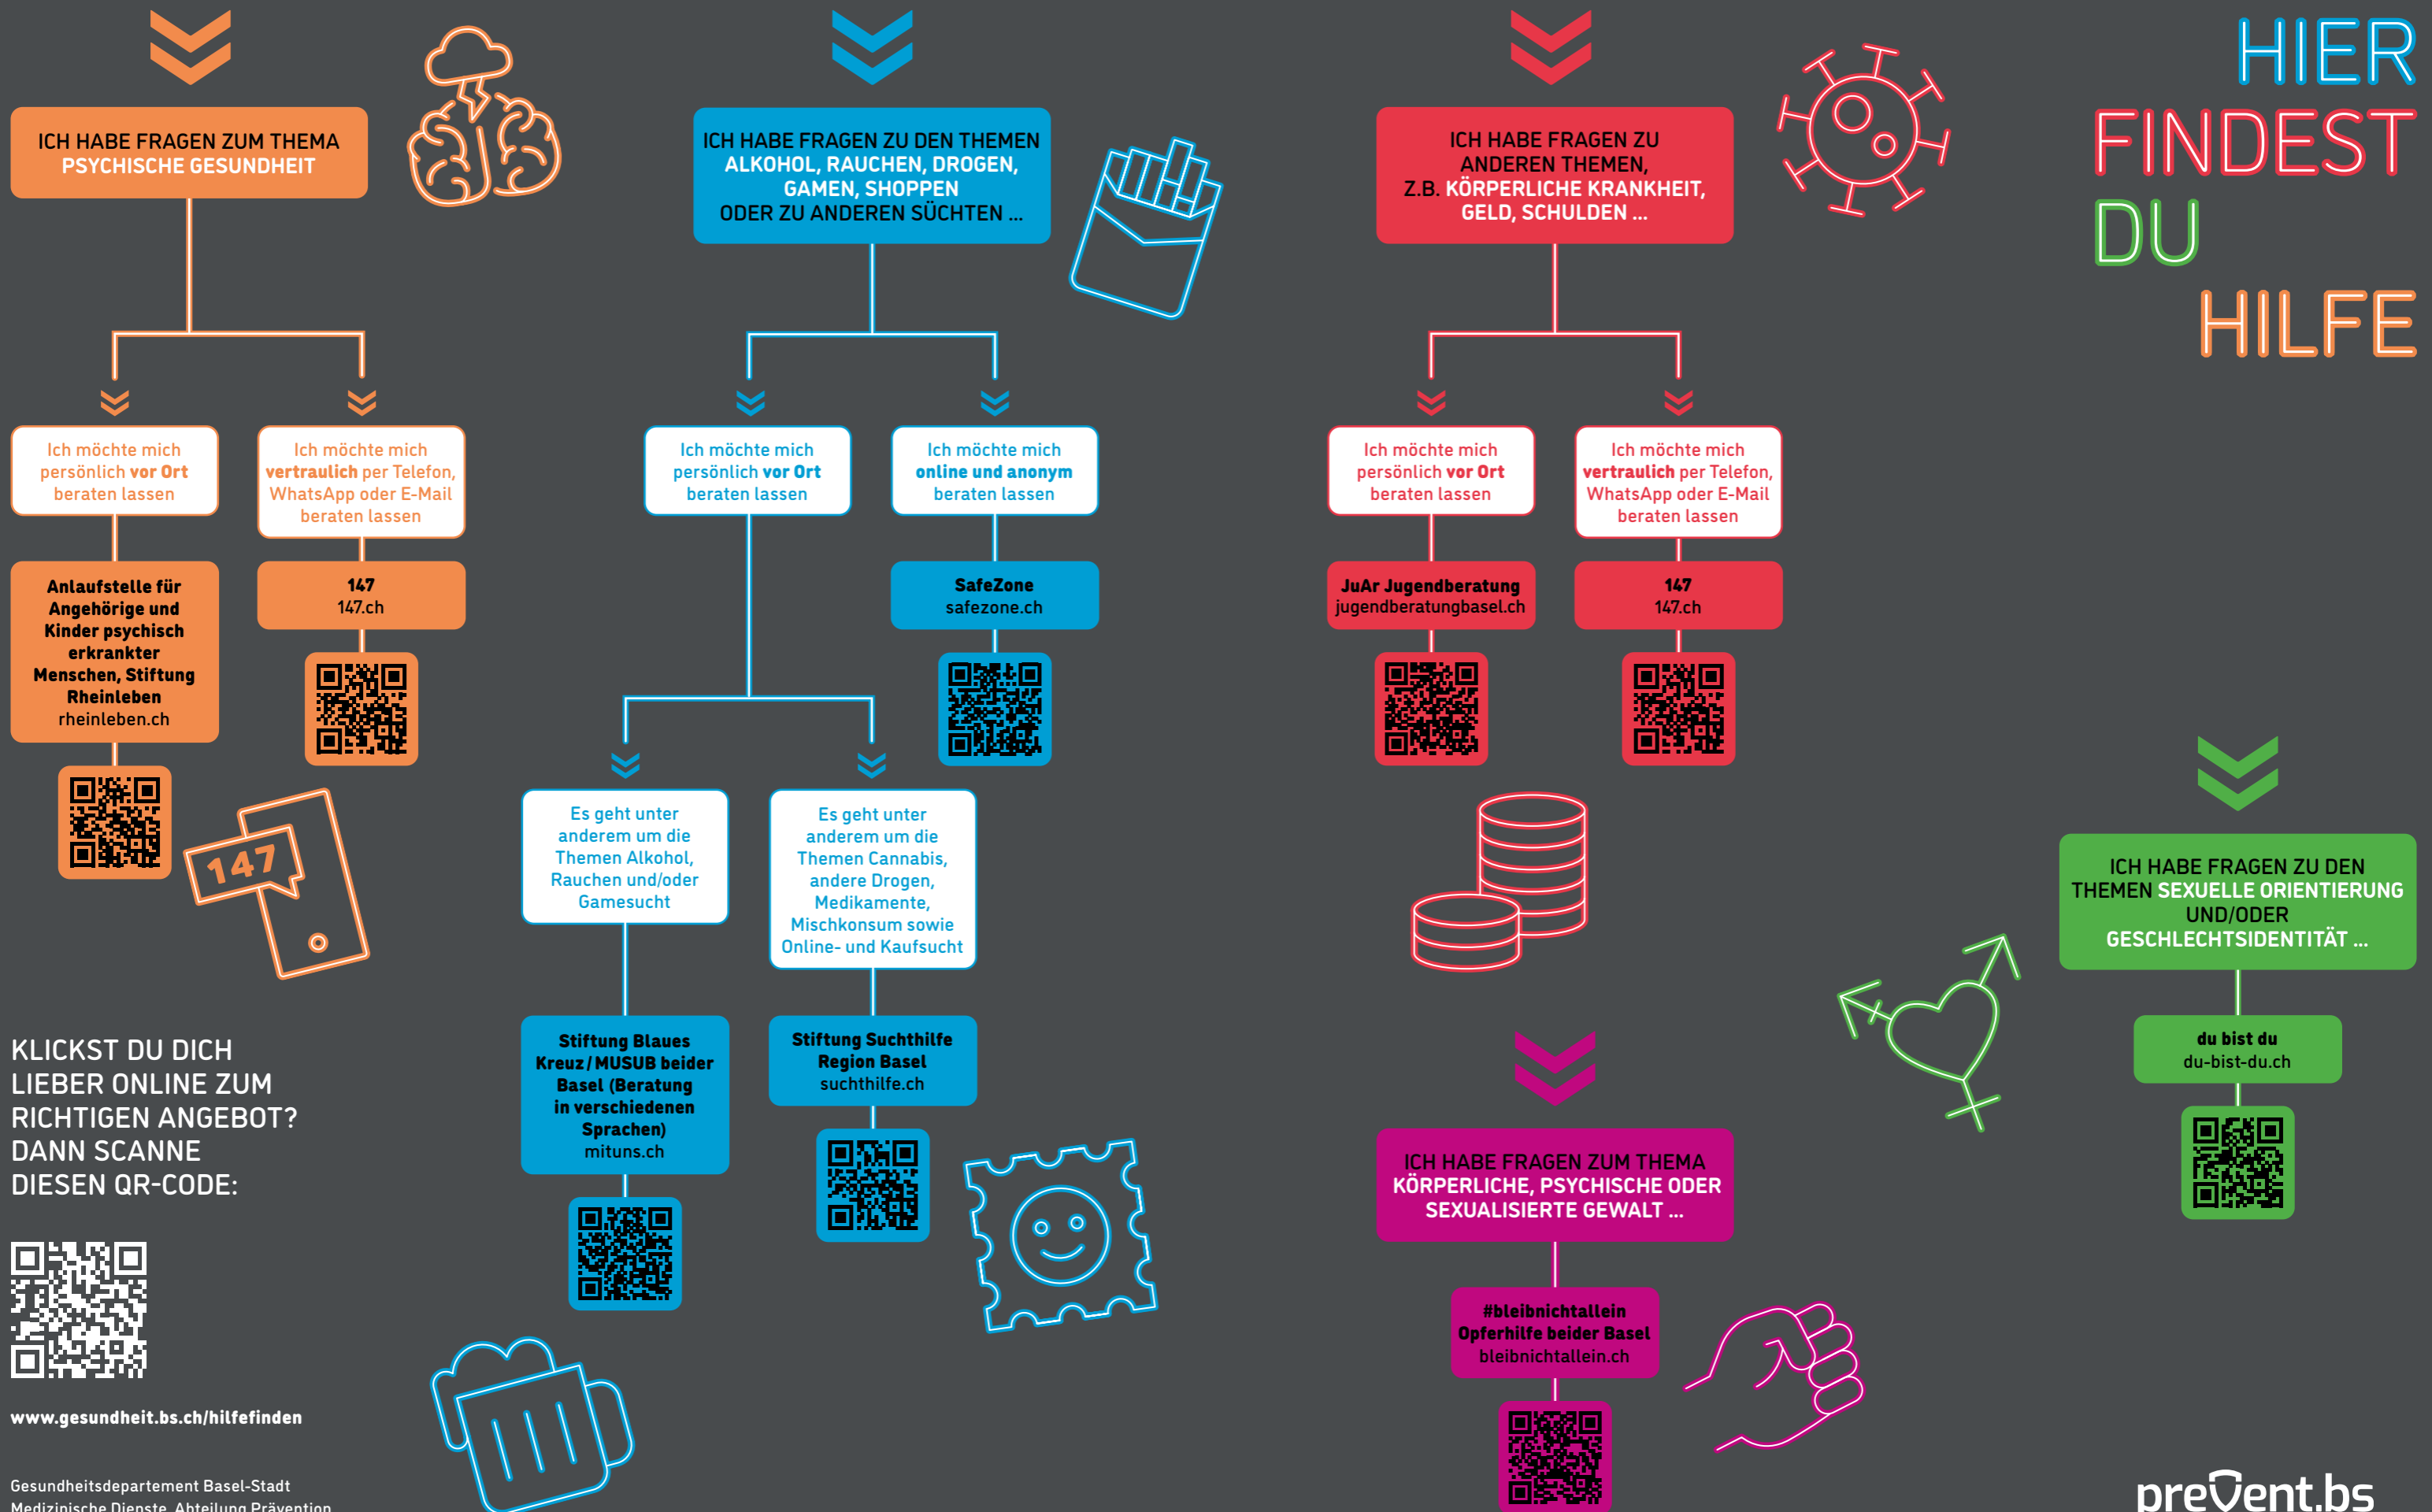 HIER
FINDEST
DU
HILFE
ICH HABE FRAGEN ZUM THEMA
PSYCHISCHE GESUNDHEIT
Ich möchte mich
persönlich vor Ort
beraten lassen
Anlaufstelle für
Angehörige und
Kinder psychisch
erkrankter
Menschen, Stiftung
Rheinleben
rheinleben.ch
Ich möchte mich
vertraulich per Telefon,
WhatsApp oder E-Mail
beraten lassen
147
147.ch
147
ICH HABE FRAGEN ZU DEN THEMEN
ALKOHOL, RAUCHEN, DROGEN,
GAMEN, SHOPPEN
ODER ZU ANDEREN SÜCHTEN ...
Ich möchte mich
persönlich vor Ort
beraten lassen
Es geht unter
anderem um die
Themen Alkohol,
Rauchen und/oder
Gamesucht
Stiftung Blaues
Kreuz / MUSUB beider
Basel (Beratung
in verschiedenen
Sprachen)
mituns.ch
Es geht unter
anderem um die
Themen Cannabis,
andere Drogen,
Medikamente,
Mischkonsum sowie
Online- und Kaufsucht
Stiftung Suchthilfe
Region Basel
suchthilfe.ch
Ich möchte mich
online und anonym
beraten lassen
SafeZone
safezone.ch
ICH HABE FRAGEN ZU
ANDEREN THEMEN,
Z.B. KÖRPERLICHE KRANKHEIT,
GELD, SCHULDEN ...
Ich möchte mich
persönlich vor Ort
beraten lassen
JuAr Jugendberatung
jugendberatungbasel.ch
Ich möchte mich
vertraulich per Telefon,
WhatsApp oder E-Mail
beraten lassen
147
147.ch
ICH HABE FRAGEN ZUM THEMA
KÖRPERLICHE, PSYCHISCHE ODER
SEXUALISIERTE GEWALT ...
#bleibnichtallein
Opferhilfe beider Basel
bleibnichtallein.ch
ICH HABE FRAGEN ZU DEN
THEMEN SEXUELLE ORIENTIERUNG
UND/ODER
GESCHLECHTSIDENTITÄT ...
du bist du
du-bist-du.ch
KLICKST DU DICH
LIEBER ONLINE ZUM
RICHTIGEN ANGEBOT?
DANN SCANNE
DIESEN QR-CODE:
www.gesundheit.bs.ch/hilfefinden
Gesundheitsdepartement Basel-Stadt
Medizinische Dienste, Abteilung Prävention
prevent.bs